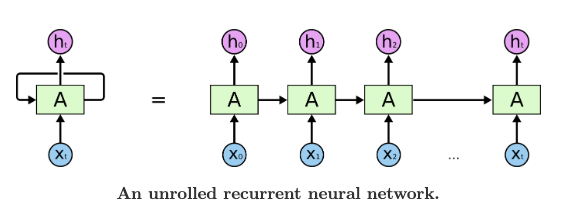 hₜ h₀ h₁ h₂ hₜ
A = A A A A
xₜ x₀ x₁ x₂ ... xₜ
An unrolled recurrent neural network.